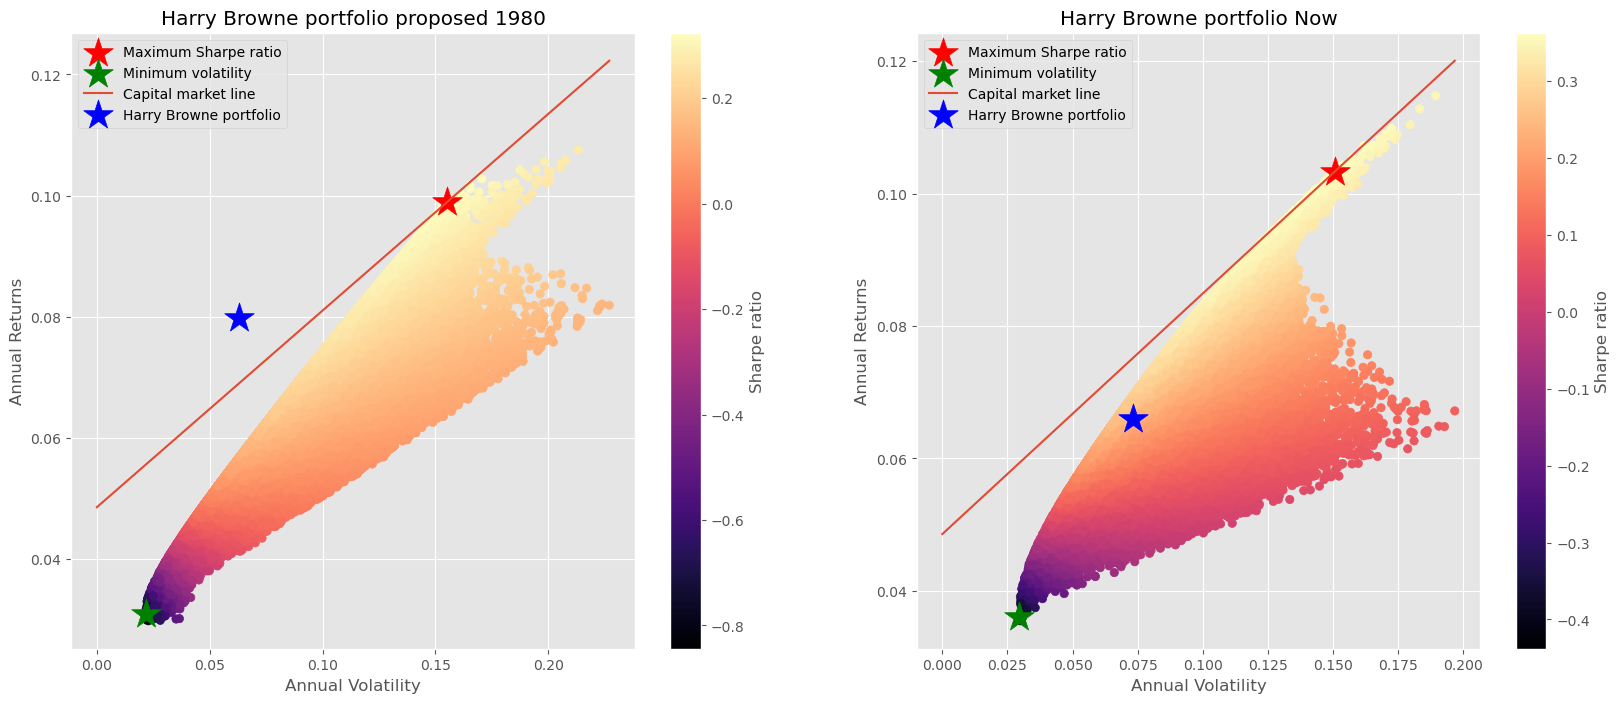 Harry Browne portfolio proposed 1980
Maximum Sharpe ratio
Minimum volatility
Capital market line
Harry Browne portfolio
0.12
0.10
0.08
0.06
0.04
Annual Returns
0.00
0.05
0.10
0.15
0.20
Annual Volatility
0.2
0.0
−0.2
−0.4
−0.6
−0.8
Sharpe ratio
Harry Browne portfolio Now
Maximum Sharpe ratio
Minimum volatility
Capital market line
Harry Browne portfolio
0.12
0.10
0.08
0.06
0.04
Annual Returns
0.000
0.025
0.050
0.075
0.100
0.125
0.150
0.175
0.200
Annual Volatility
0.3
0.2
0.1
0.0
−0.1
−0.2
−0.3
−0.4
Sharpe ratio